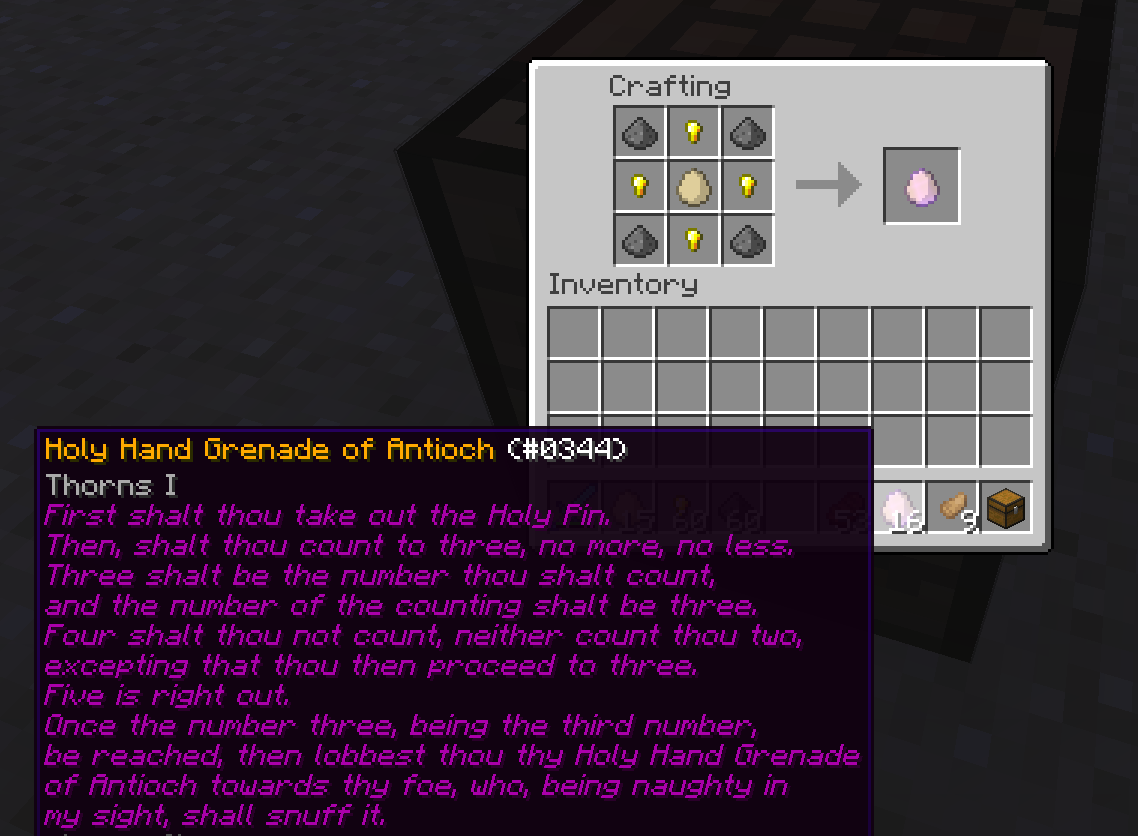 Crafting
Inventory
Holy Hand Grenade of Antioch (#0344)
Thorns I
First shalt thou take out the Holy Pin.
Then, shalt thou count to three, no more, no less.
Three shalt be the number thou shalt count,
and the number of the counting shalt be three.
Four shalt thou not count, neither count thou two,
excepting that thou then proceed to three.
Five is right out.
Once the number three, being the third number,
be reached, then lobbest thou thy Holy Hand Grenade
of Antioch towards thy foe, who, being naughty in
my sight, shall snuff it.
16
9